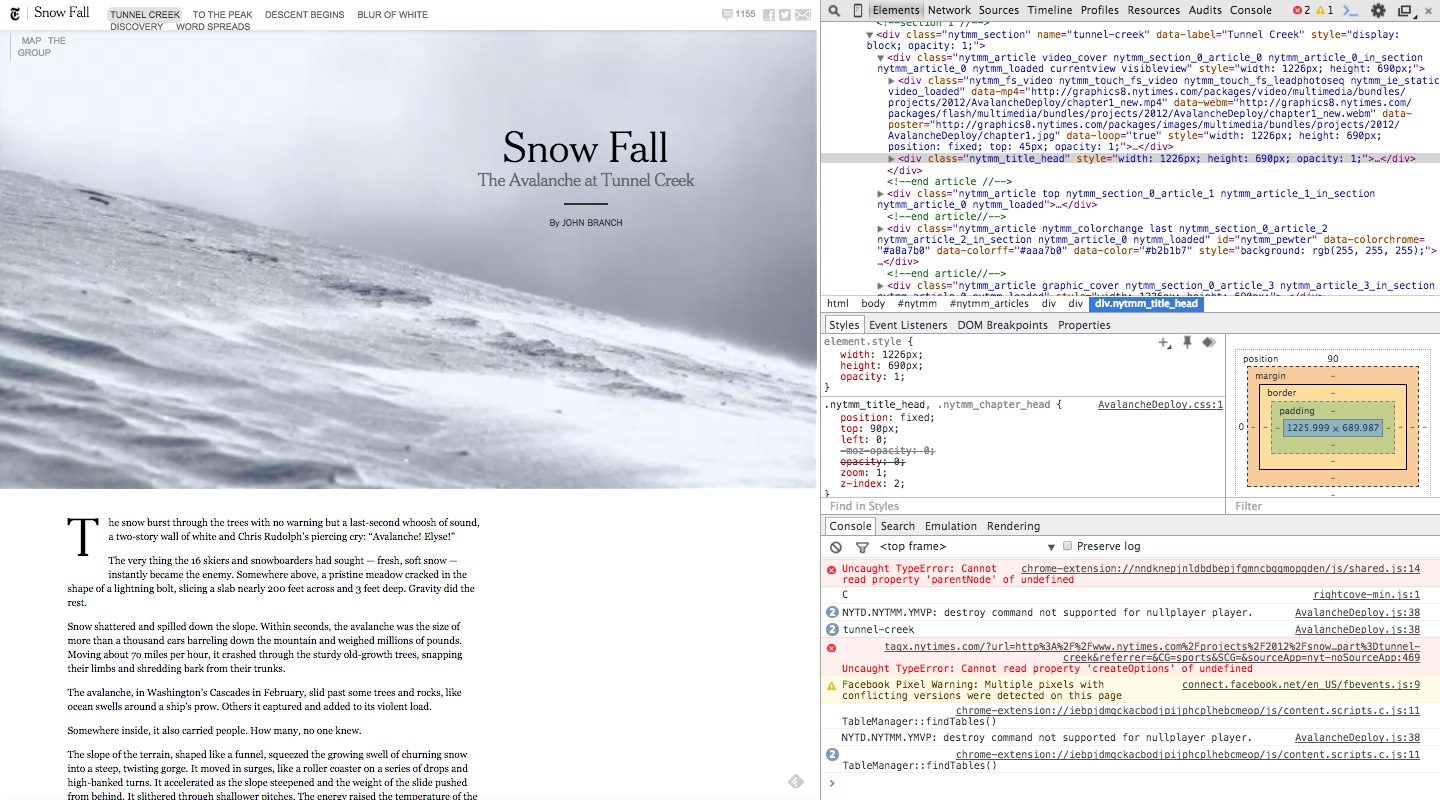 Snow Fall
TUNNEL CREEK TO THE PEAK DESCENT BEGINS BLUR OF WHITE
DISCOVERY WORD SPREADS
1155
MAP THE
GROUP
Snow Fall
The Avalanche at Tunnel Creek
By JOHN BRANCH
The snow burst through the trees with no warning but a last-second whoosh of sound,
a two-story wall of white and Chris Rudolph's piercing cry: “Avalanche! Elyse!”
The very thing the 16 skiers and snowboarders had sought — fresh, soft snow —
instantly became the enemy. Somewhere above, a pristine meadow cracked in the
shape of a lightning bolt, slicing a slab nearly 200 feet across and 3 feet deep. Gravity did the
rest.
Snow shattered and spilled down the slope. Within seconds, the avalanche was the size of
more than a thousand cars barreling down the mountain and weighed millions of pounds.
Moving about 70 miles per hour, it crashed through the sturdy old-growth trees, snapping
their limbs and shredding bark from their trunks.
The avalanche, in Washington's Cascades in February, slid past some trees and rocks, like
ocean swells around a ship's prow. Others it captured and added to its violent load.
Somewhere inside, it also carried people. How many, no one knew.
The slope of the terrain, shaped like a funnel, squeezed the growing swell of churning snow
into a steep, twisting gorge. It moved in surges, like a roller coaster on a series of drops and
high-banked turns. It accelerated as the slope steepened and the weight of the slide pushed
from behind. It slithered through shallower pitches. The energy raised the temperature of the
Elements Network Sources Timeline Profiles Resources Audits Console 2 1
<!--section 1 //-->
<div class="nytmm_section" name="tunnel-creek" data-label="Tunnel Creek" style="display:
block; opacity: 1;">
<div class="nytmm_article video_cover nytmm_section_0_article_0 nytmm_article_0_in_section
nytmm_article_0 nytmm_loaded currentview visibleview" style="width: 1226px; height: 690px;">
<div class="nytmm_fs_video nytmm_touch_fs_video nytmm_touch_fs_leadphotoseq nytmm_ie_static
video_loaded" data-mp4="http://graphics8.nytimes.com/packages/video/multimedia/bundles/
projects/2012/AvalancheDeploy/chapter1_new.mp4" data-webm="http://graphics8.nytimes.com/
packages/flash/multimedia/bundles/projects/2012/AvalancheDeploy/chapter1_new.webm" data-
poster="http://graphics8.nytimes.com/packages/images/multimedia/bundles/projects/2012/
AvalancheDeploy/chapter1.jpg" data-loop="true" style="width: 1226px; height: 690px;
position: fixed; top: 45px; opacity: 1;">…</div>
<div class="nytmm_title_head" style="width: 1226px; height: 690px; opacity: 1;">…</div>
</div>
<!--end article //-->
<div class="nytmm_article top nytmm_section_0_article_1 nytmm_article_1_in_section
nytmm_article_0 nytmm_loaded">…</div>
<!--end article//-->
<div class="nytmm_article nytmm_colorchange last nytmm_section_0_article_2
nytmm_article_2_in_section nytmm_article_0 nytmm_loaded" id="nytmm_pewter" data-colorchrome=
"#a8a7b0" data-colorff="#aaa7b0" data-color="#b2b1b7" style="background: rgb(255, 255, 255);">
…</div>
<!--end article//-->
<div class="nytmm_article graphic_cover nytmm_section_0_article_3 nytmm_article_3_in_section
nytmm_article_0 nytmm_loaded" style="width: 1226px; height: 690px;">…</div>
html body #nytmm #nytmm_articles div div div.nytmm_title_head
Styles Event Listeners DOM Breakpoints Properties
element.style {
width: 1226px;
height: 690px;
opacity: 1;
}
.nytmm_title_head, .nytmm_chapter_head { AvalancheDeploy.css:1
position: fixed;
top: 90px;
left: 0;
-moz-opacity: 0;
opacity: 0;
zoom: 1;
z-index: 2;
}
Find in Styles
position 90
margin -
border -
padding -
0 - - - 1225.999 × 689.987 - - - -
-
-
-
-
Filter
Console Search Emulation Rendering
<top frame> Preserve log
Uncaught TypeError: Cannot chrome-extension://nndknepjnldbdbepjfgmncbqqmopgden/js/shared.js:14
read property 'parentNode' of undefined
C rightcove-min.js:1
2 NYTD.NYTMM.YMVP: destroy command not supported for nullplayer player. AvalancheDeploy.js:38
2 tunnel-creek AvalancheDeploy.js:38
tagx.nytimes.com/?url=http%3A%2F%2Fwww.nytimes.com%2Fprojects%2F2012%2Fsnow…part%3Dtunnel-
creek&referrer=&CG=sports&SCG=&sourceApp=nyt-noSourceApp:469
Uncaught TypeError: Cannot read property 'createOptions' of undefined
Facebook Pixel Warning: Multiple pixels with connect.facebook.net/en_US/fbevents.js:9
conflicting versions were detected on this page
chrome-extension://iebpjdmgckacbodjpijphcplhebcmeop/js/content.scripts.c.js:11
TableManager::findTables()
NYTD.NYTMM.YMVP: destroy command not supported for nullplayer player. AvalancheDeploy.js:38
2 chrome-extension://iebpjdmgckacbodjpijphcplhebcmeop/js/content.scripts.c.js:11
TableManager::findTables()